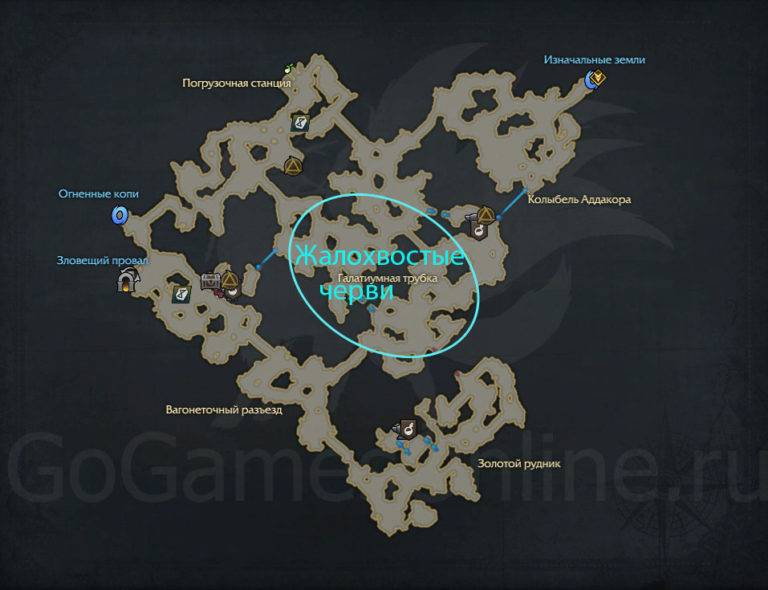 Изначальные земли
Погрузочная станция
Огненные копи
Колыбель Аддакора
Зловещий провал
Жалохвостые
Галатиумная трубка
черви
Вагонеточный разъезд
Золотой рудник
GoGamesOnline.ru